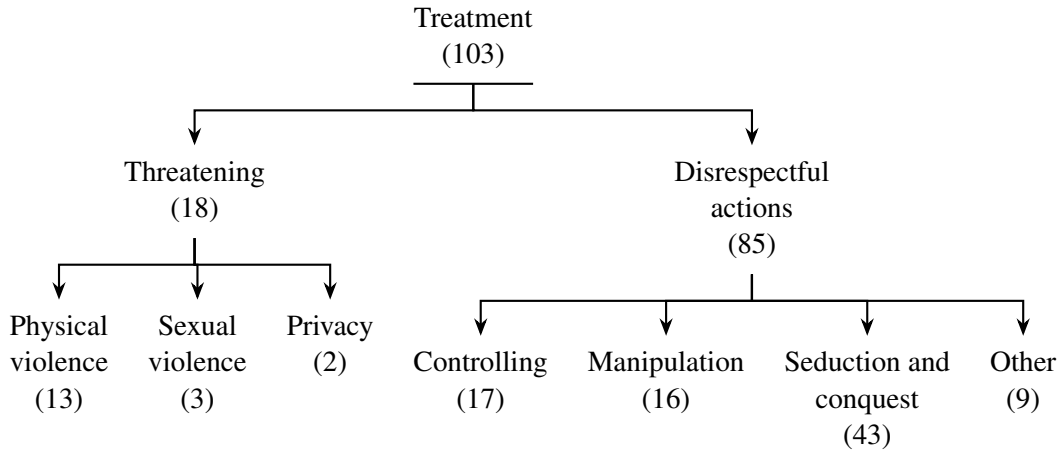 Treatment
(103)
Threatening
(18)
Disrespectful
actions
(85)
Physical
violence
(13)
Sexual
violence
(3)
Privacy
(2)
Controlling
(17)
Manipulation
(16)
Seduction and
conquest
(43)
Other
(9)